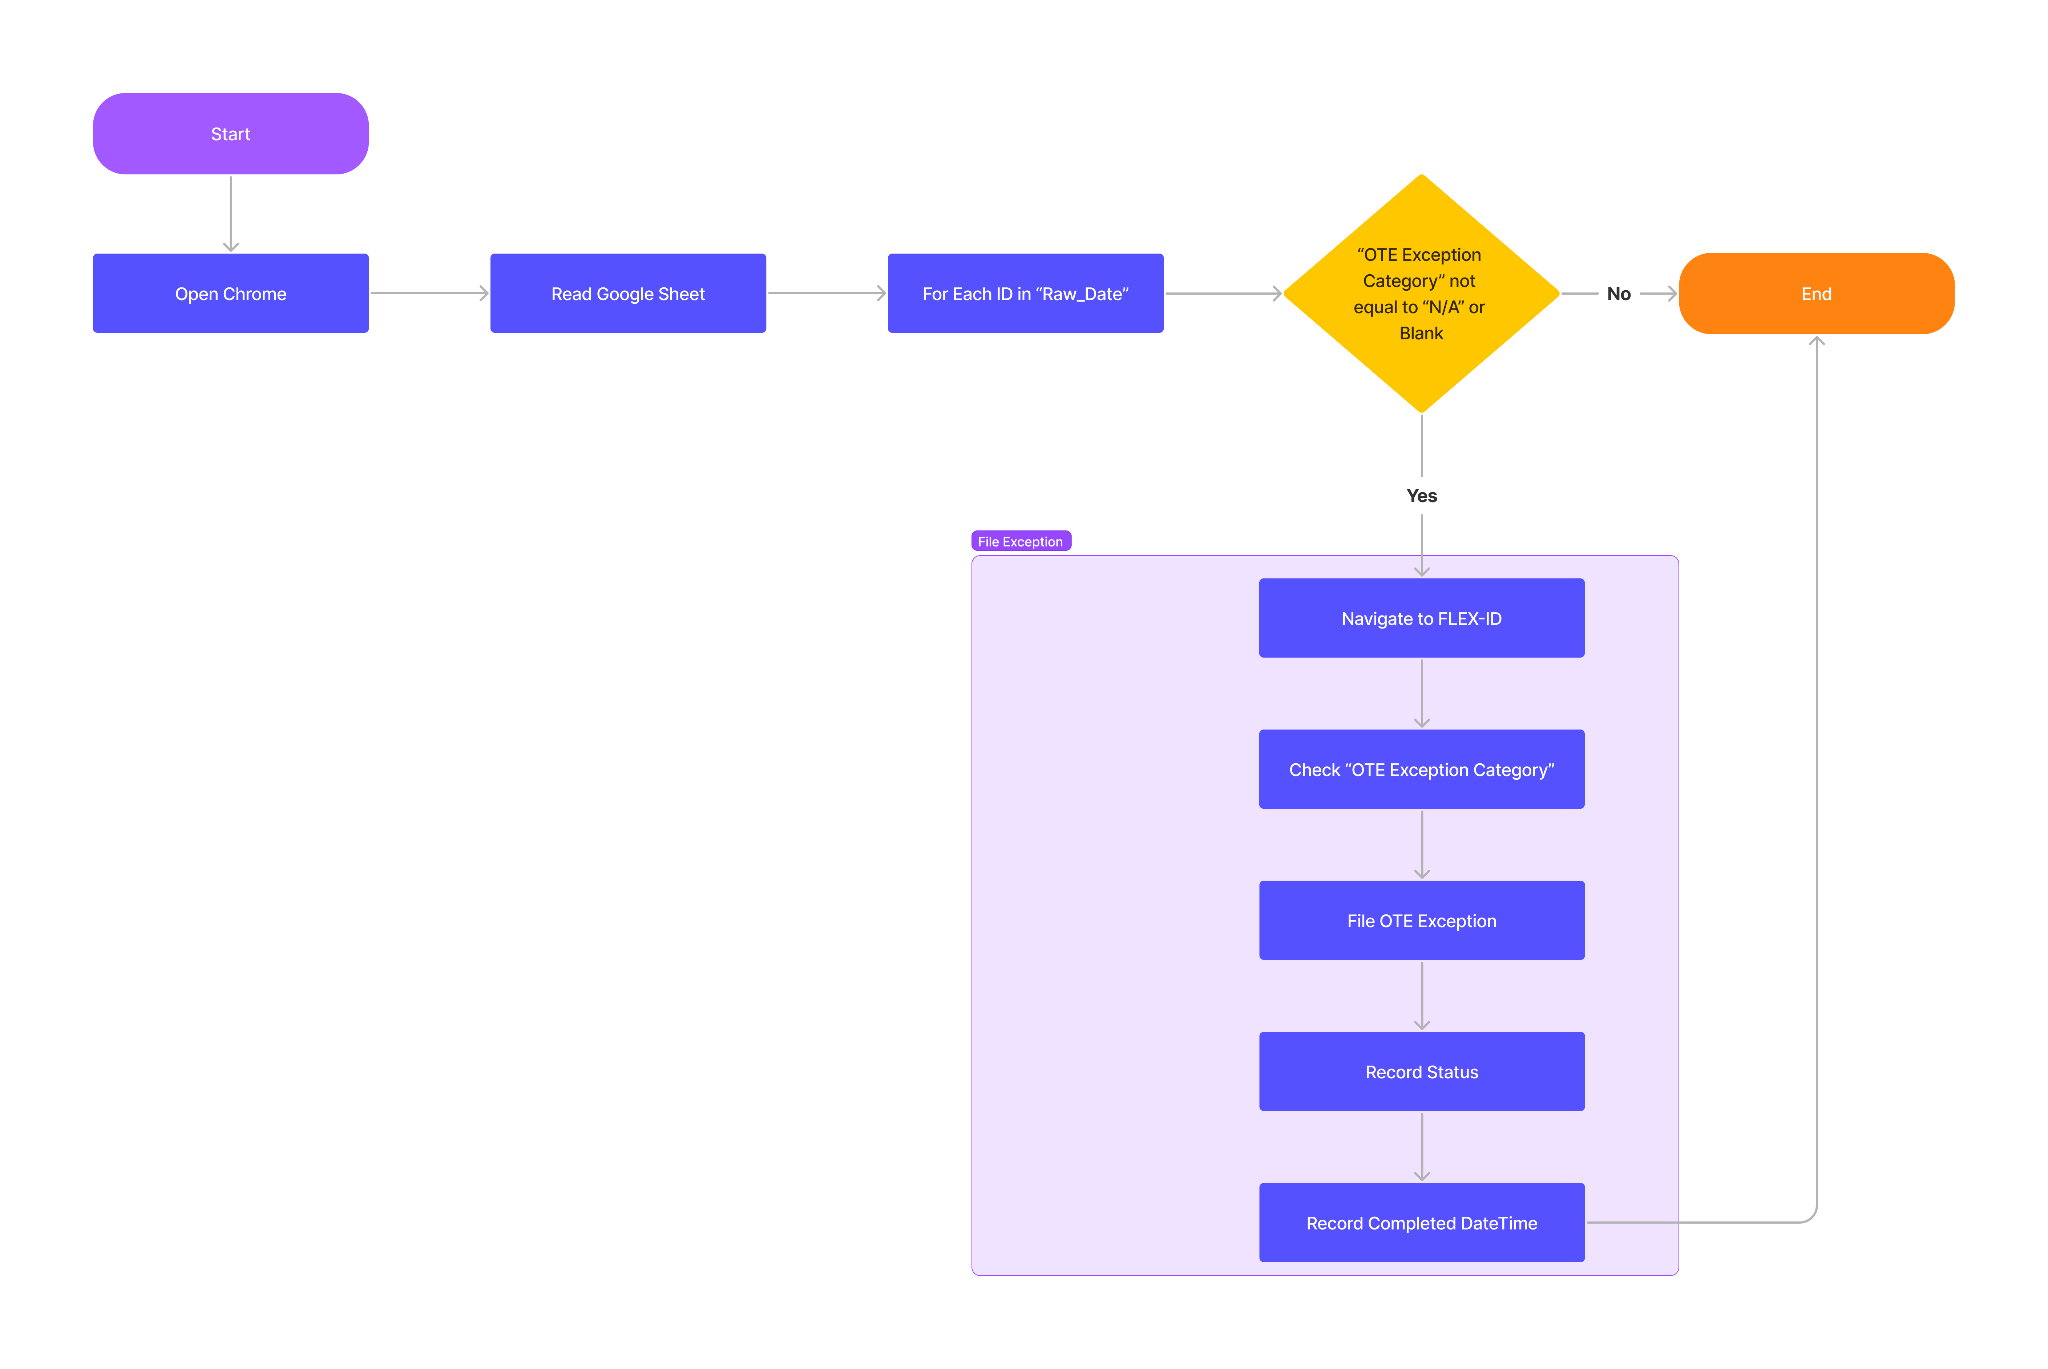 Start
Open Chrome
Read Google Sheet
For Each ID in “Raw_Date”
“OTE Exception
Category” not
equal to “N/A” or
Blank
No
End
Yes
File Exception
Navigate to FLEX-ID
Check “OTE Exception Category”
File OTE Exception
Record Status
Record Completed DateTime